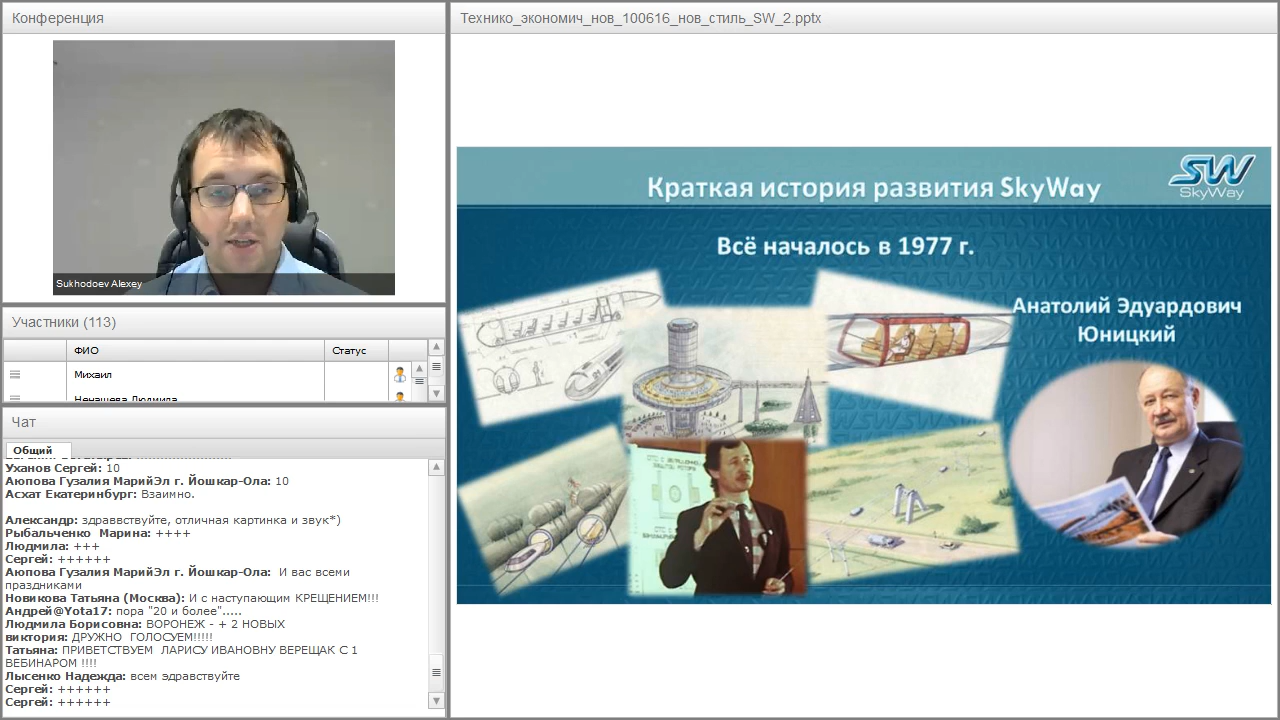 Конференция
Sukhodoev Alexey
Участники (113)
ФИО
Статус
Михаил
Ненашева Людмила
Чат
Общий
Уханов Сергей: 10
Аюпова Гузалия МарийЭл г. Йошкар-Ола: 10
Асхат Екатеринбург: Взаимно.
Александр: здраввствуйте, отличная картинка и звук*)
Рыбальченко Марина: ++++
Людмила: +++
Сергей: ++++++
Аюпова Гузалия МарийЭл г. Йошкар-Ола: И вас всеми
праздниками
Новикова Татьяна (Москва): И с наступающим КРЕЩЕНИЕМ!!!
Андрей@Yota17: пора "20 и более".....
Людмила Борисовна: ВОРОНЕЖ - + 2 НОВЫХ
виктория: ДРУЖНО ГОЛОСУЕМ!!!!!
Татьяна: ПРИВЕТСТВУЕМ ЛАРИСУ ИВАНОВНУ ВЕРЕЩАК С 1
ВЕБИНАРОМ !!!!
Лысенко Надежда: всем здравствуйте
Сергей: ++++++
Сергей: ++++++
Технико_экономич_нов_100616_нов_стиль_SW_2.pptx
Краткая история развития SkyWay
SW
SkyWay
Всё началось в 1977 г.
Анатолий Эдуардович
Юницкий